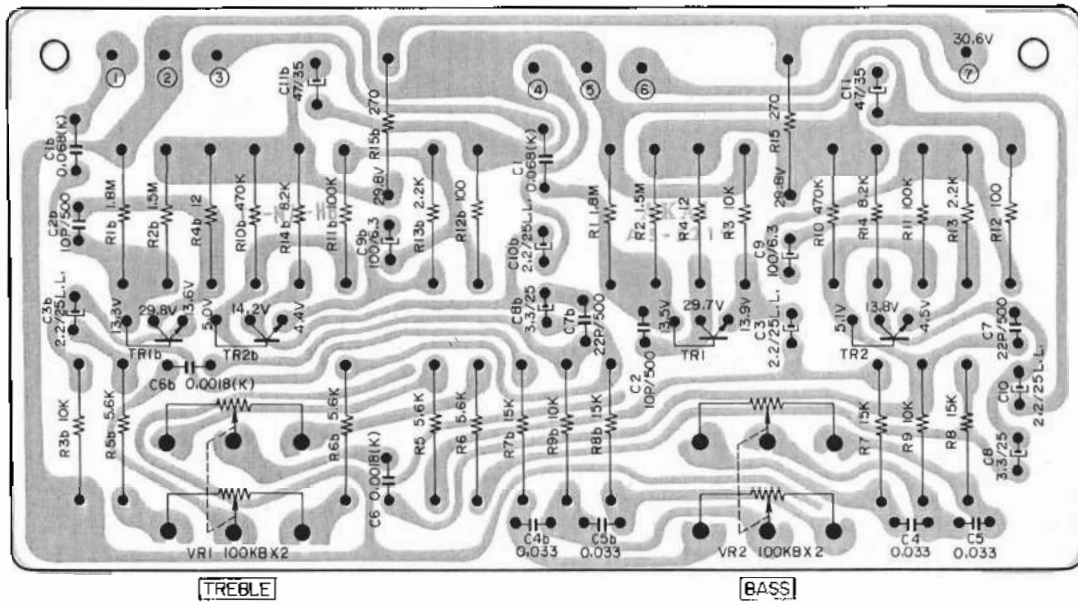 30.6V
① ② ③ ④ ⑤ ⑥ ⑦
C11b 47/35
R15b 270
29.8V
C11 47/35
R15 270
29.8V
C1b 0.068(K)
C2b 10P/500
R1b 1.8M
R2b 1.5M
R4b 12
R10b 470K
R14b 8.2K
R11b 100K
C9b 100/6.3
R13b 2.2K
R12b 100
C1 0.068(K)
C10b 2.2/25L.L.
R1 1.8M
R2 1.5M
R4 12
R3 10K
C9 100/6.3
R10 470K
R14 8.2K
R11 100K
R13 2.2K
R12 100
C3b 2.2/25L.L.
13.3V
29.8V
13.6V
TR1b
5.0V
14.2V
4.4V
TR2b
C8b 3.3/25
C7b 22P/500
C2 10P/500
13.5V
29.7V
13.9V
TR1
C3 2.2/25L.L.
5.1V
13.8V
4.5V
TR2
C7 22P/500
C10 2.2/25L.L.
C8 3.3/25
C6b 0.0018(K)
R3b 10K
R5b 5.6K
R6b 5.6K
C6 0.0018(K)
R5 5.6K
R6 5.6K
R7b 15K
R9b 10K
R8b 15K
R7 15K
R9 10K
R8 15K
VR1 100KBX2
C4b 0.033
C5b 0.033
VR2 100KBX2
C4 0.033
C5 0.033
TREBLE
BASS